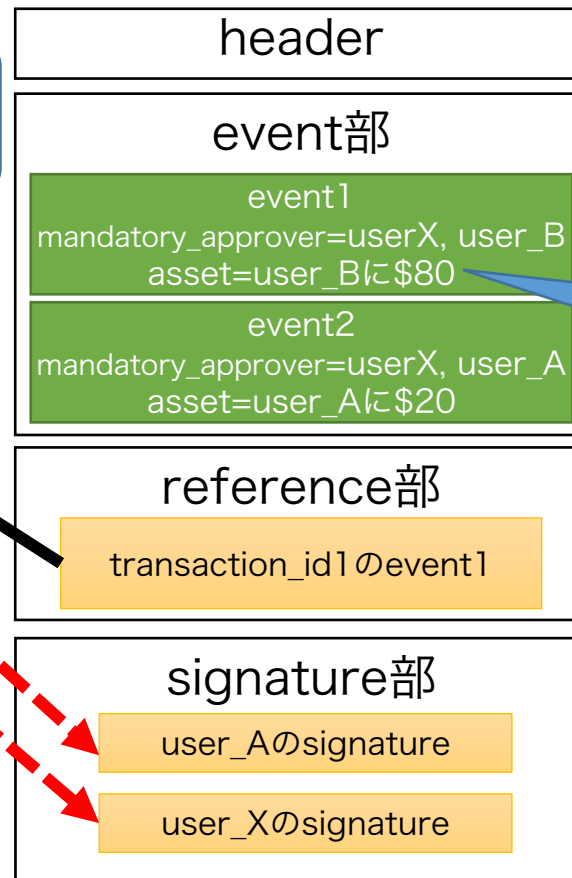 header
event部
event1
mandatory_approver=userX, user_B
asset=user_Bに$80
event2
mandatory_approver=userX, user_A
asset=user_Aに$20
reference部
transaction_id1のevent1
signature部
user_Aのsignature
user_Xのsignature